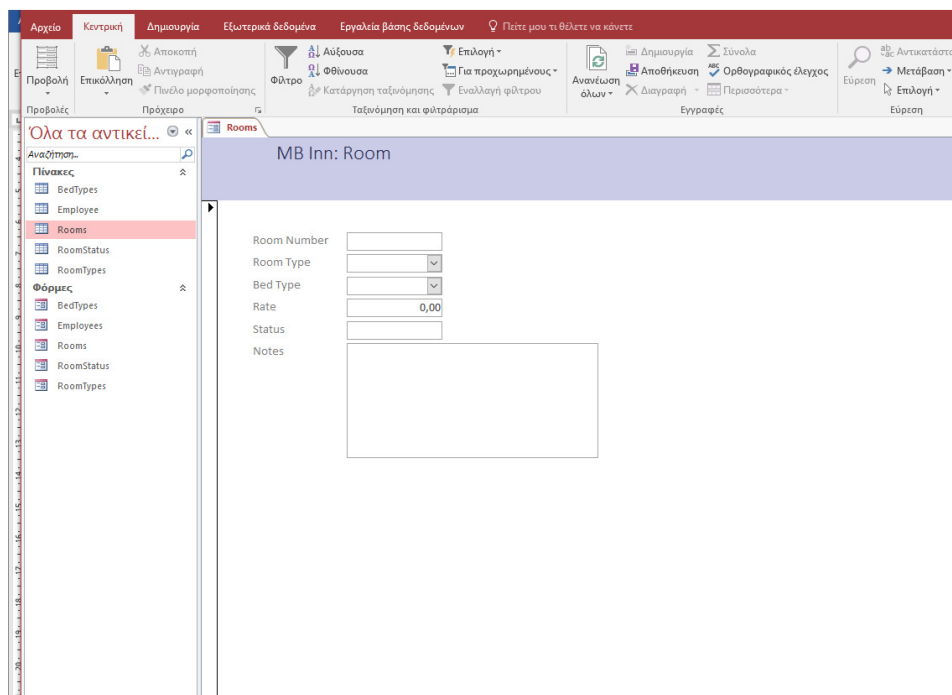 Αρχείο Κεντρική Δημιουργία Εξωτερικά δεδομένα Εργαλεία βάσης δεδομένων Πείτε μου τι θέλετε να κάνετε
Προβολή
Προβολές
Επικόλληση
Αποκοπή
Αντιγραφή
Πινέλο μορφοποίησης
Πρόχειρο
Φίλτρο
Αύξουσα
Φθίνουσα
Κατάργηση ταξινόμησης
Επιλογή
Για προχωρημένους
Εναλλαγή φίλτρου
Ταξινόμηση και φιλτράρισμα
Ανανέωση
όλων
Δημιουργία
Αποθήκευση
Διαγραφή
Σύνολα
Ορθογραφικός έλεγχος
Περισσότερα
Εγγραφές
Εύρεση
Αντικατάστα
Μετάβαση
Επιλογή
Εύρεση
Όλα τα αντικεί...
Αναζήτηση...
Πίνακες
BedTypes
Employee
Rooms
RoomStatus
RoomTypes
Φόρμες
BedTypes
Employees
Rooms
RoomStatus
RoomTypes
Rooms
MB Inn: Room
Room Number
Room Type
Bed Type
Rate 0,00
Status
Notes